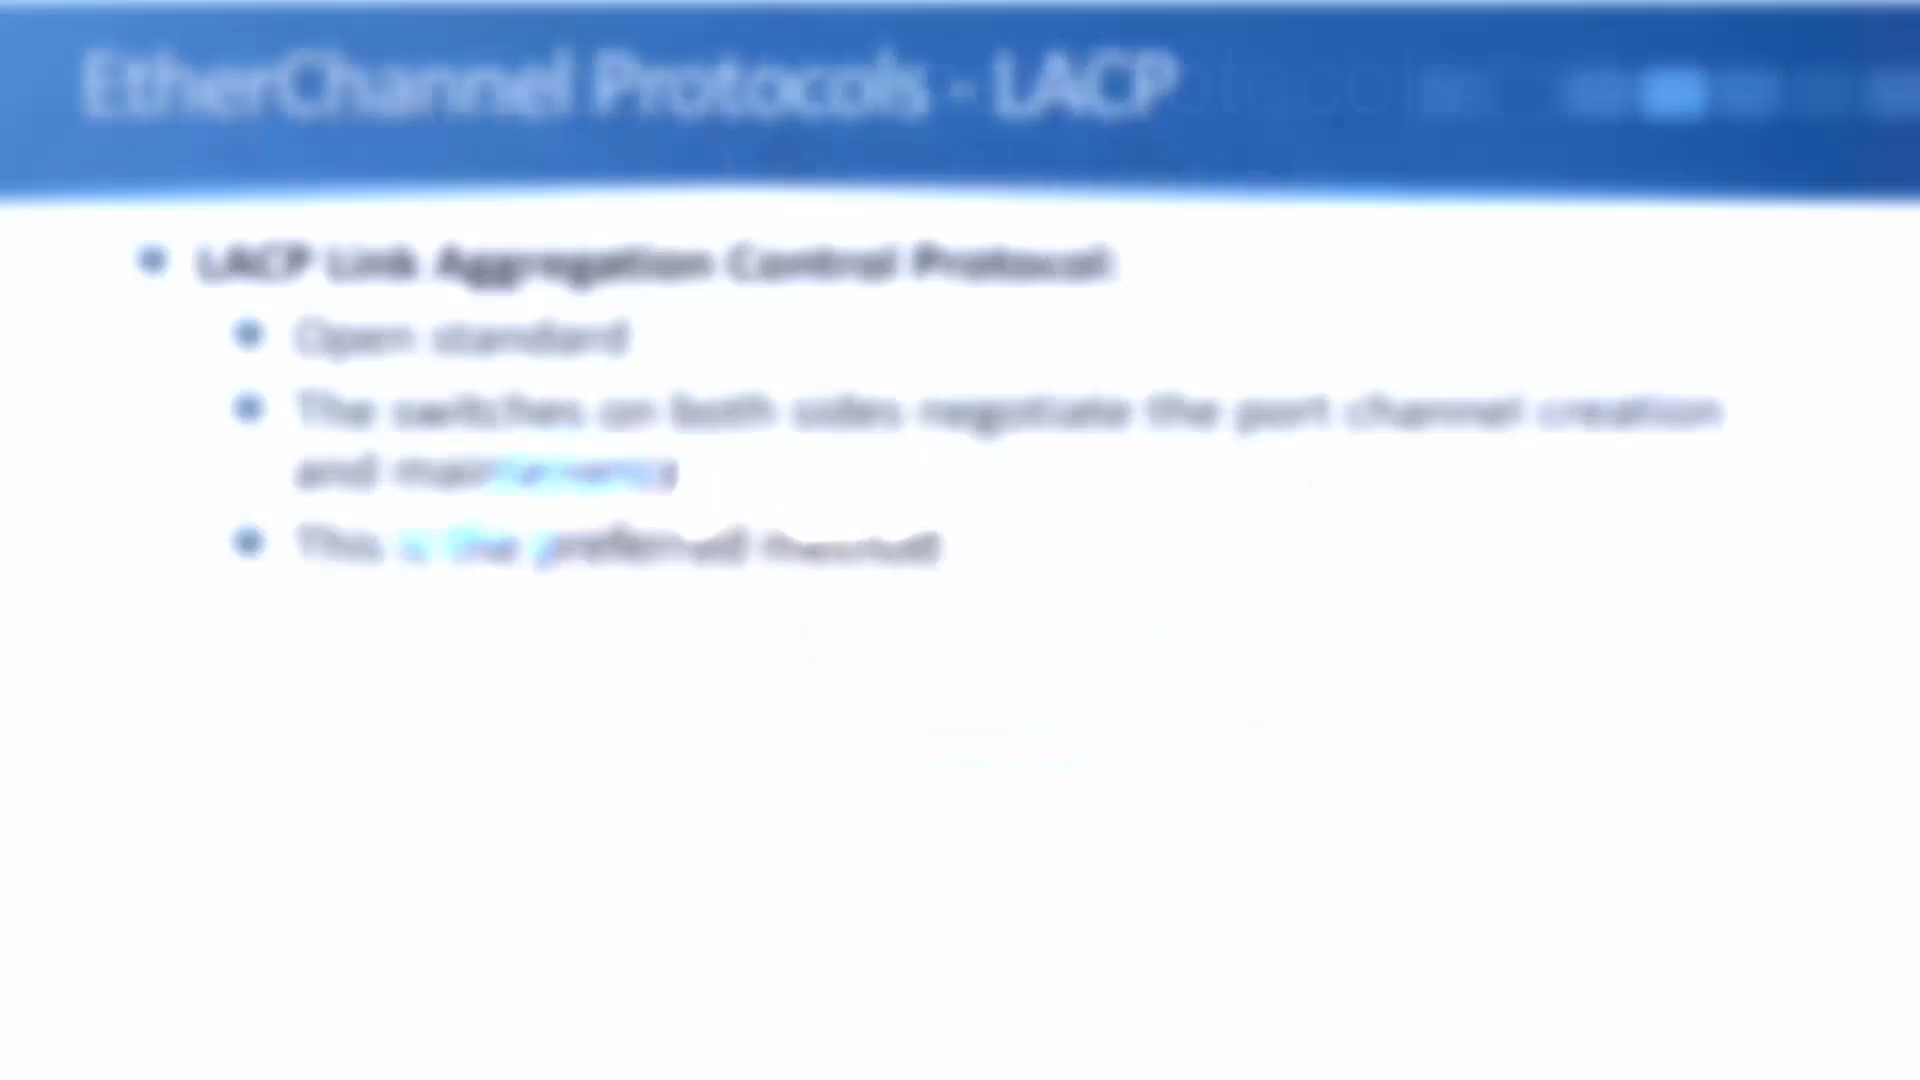 EtherChannel Protocols - LACP
LACP Link Aggregation Control Protocol:
Open standard
The switches on both sides negotiate the port channel creation
and maintenance
This is the preferred method